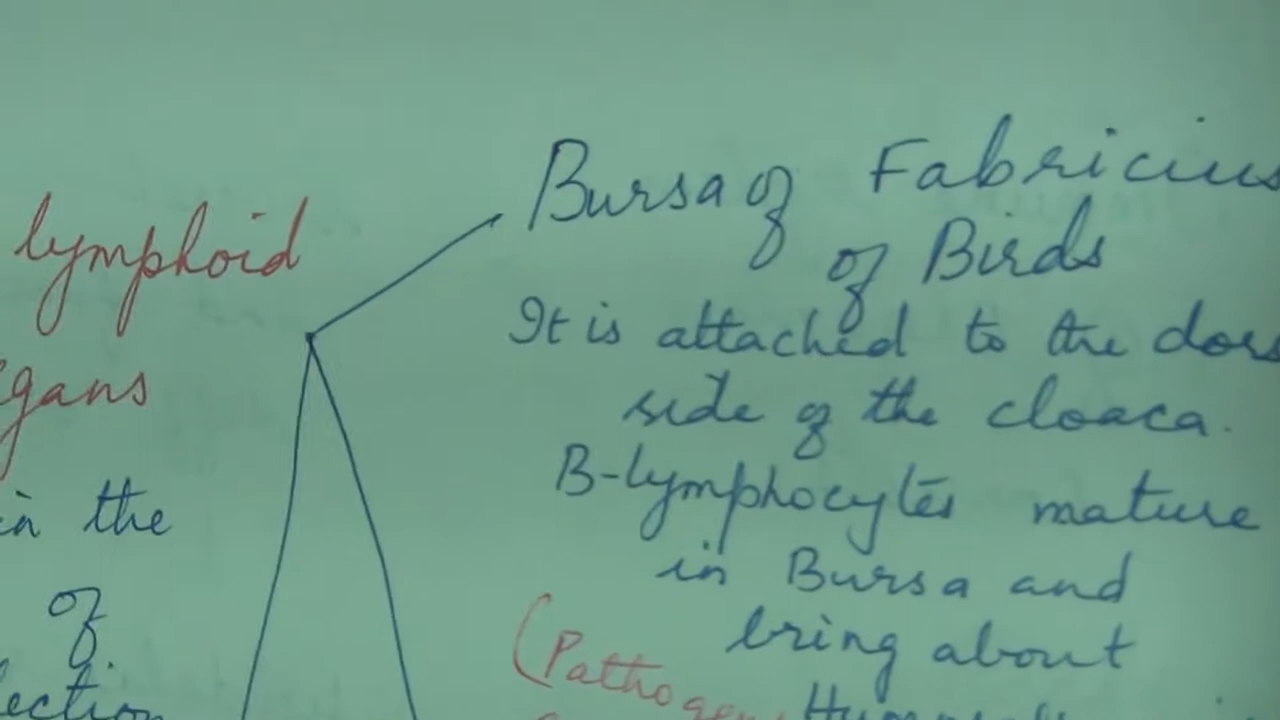 lymphoid
gans
in the
of
lection
Bursa of Fabricius
of Birds
It is attached to the dors
side of the cloaca.
B-lymphocytes mature
in Bursa and
bring about
(Pathogen